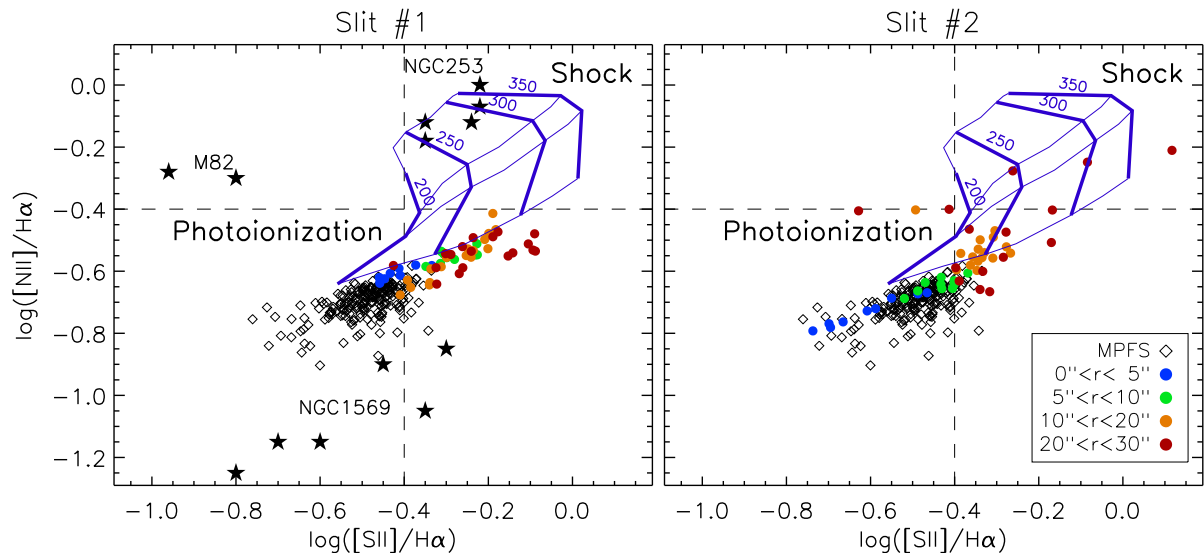 Slit #1
Slit #2
NGC253
Shock
350
300
250
200
M82
Photoionization
NGC1569
Shock
350
300
250
200
Photoionization
MPFS
0"<r< 5"
5"<r<10"
10"<r<20"
20"<r<30"
0.0
−0.2
−0.4
−0.6
−0.8
−1.0
−1.2
log([NII]/Hα)
log([NII]/Hα)
−1.0
−0.8
−0.6
−0.4
−0.2
0.0
−1.0
−0.8
−0.6
−0.4
−0.2
0.0
log([SII]/Hα)
log([SII]/Hα)